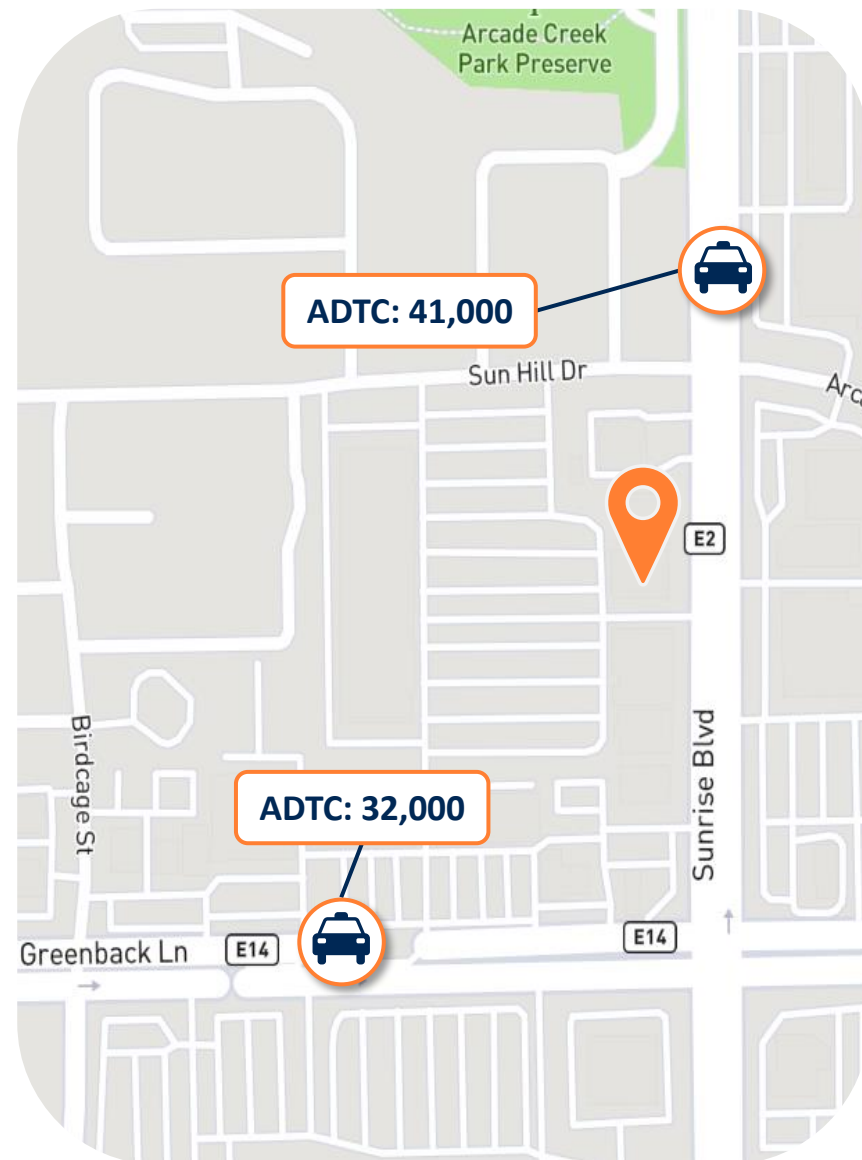 Arcade Creek
Park Preserve
ADTC: 41,000
Sun Hill Dr
Arca
E2
Birdcage St
Sunrise Blvd
ADTC: 32,000
Greenback Ln
E14
E14